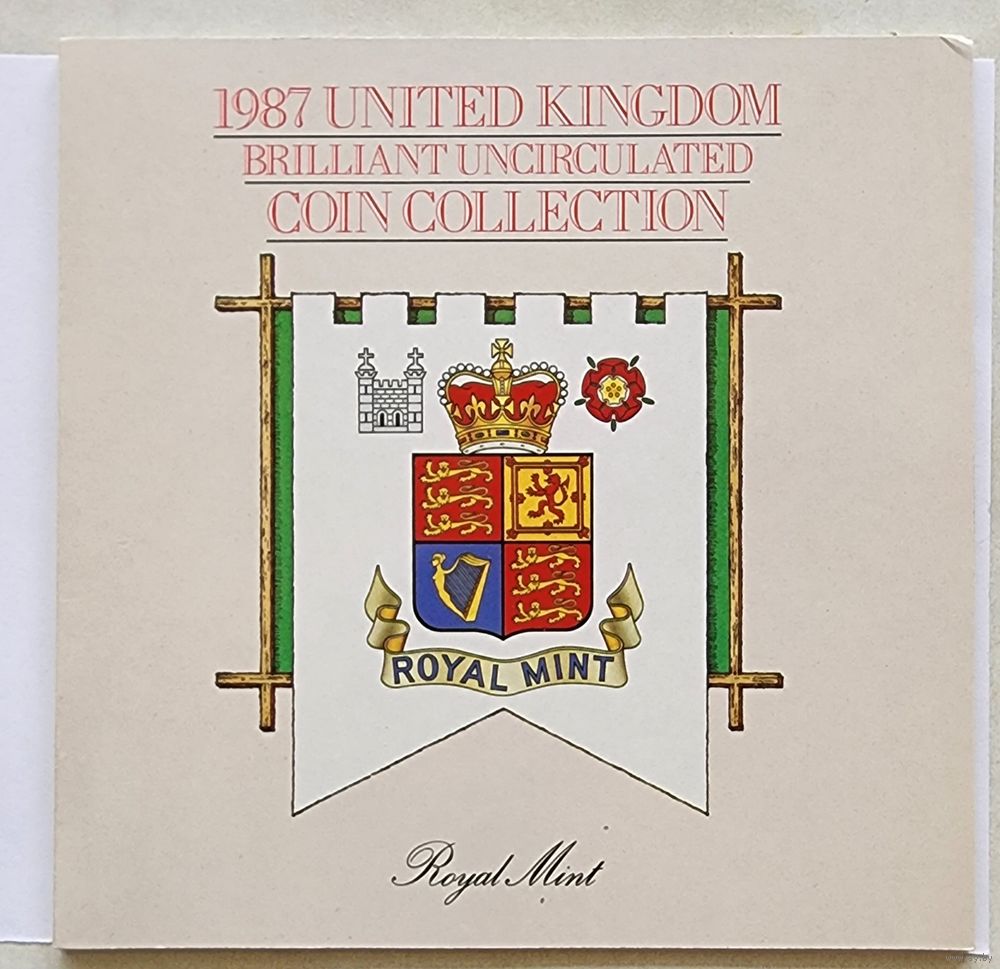 1987 UNITED KINGDOM
BRILLIANT UNCIRCULATED
COIN COLLECTION
ROYAL MINT
Royal Mint